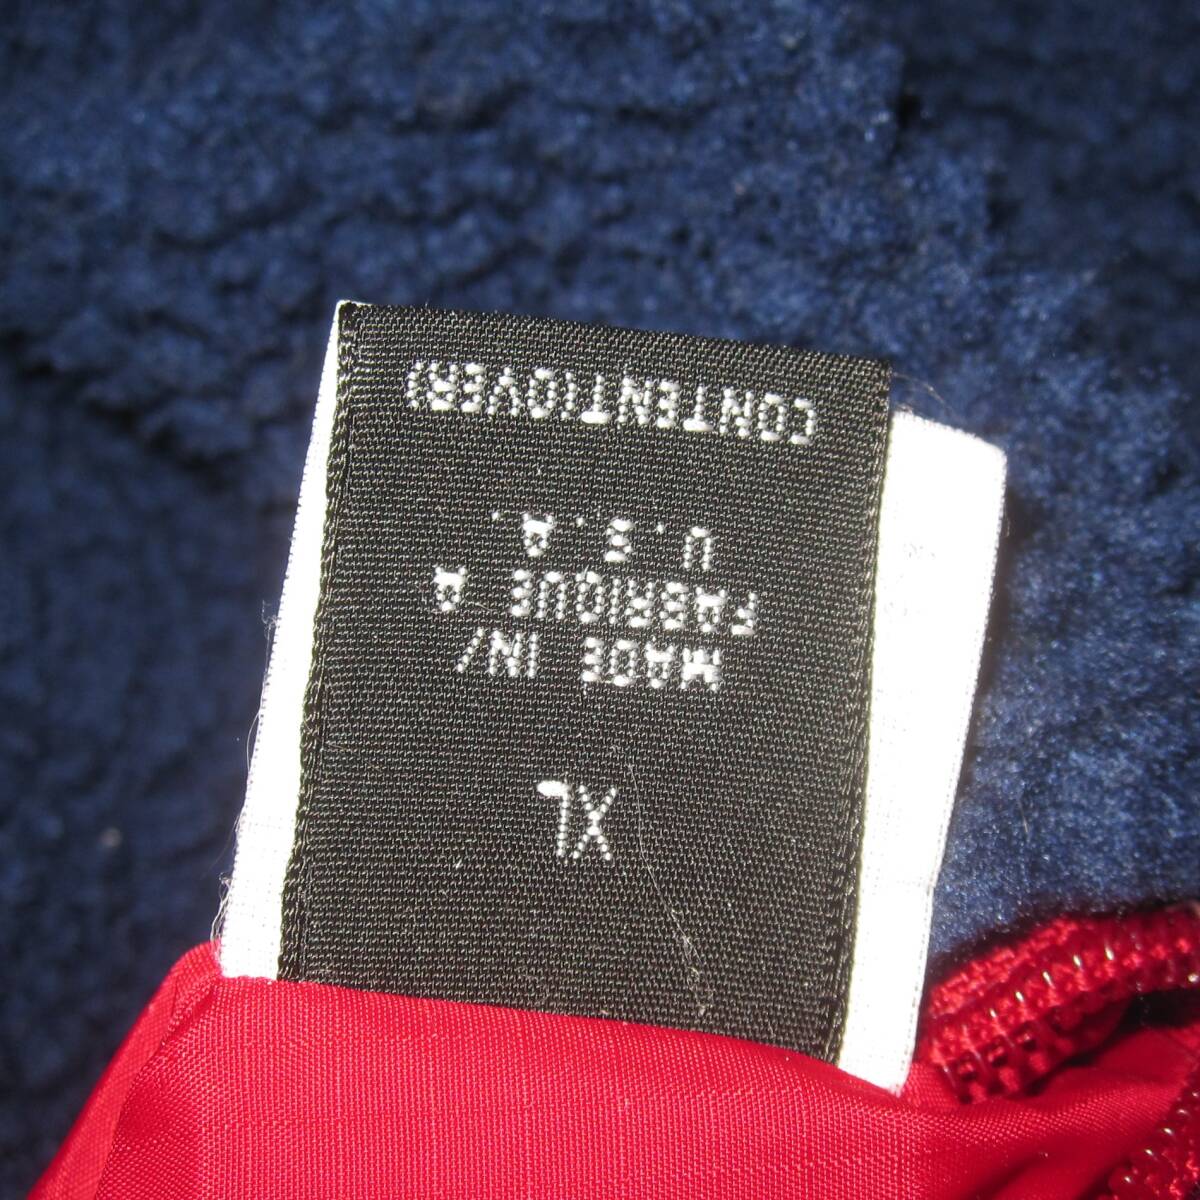 XL
MADE IN/
FABRIQUE A
U.S.A.
CONTENT(OVER)